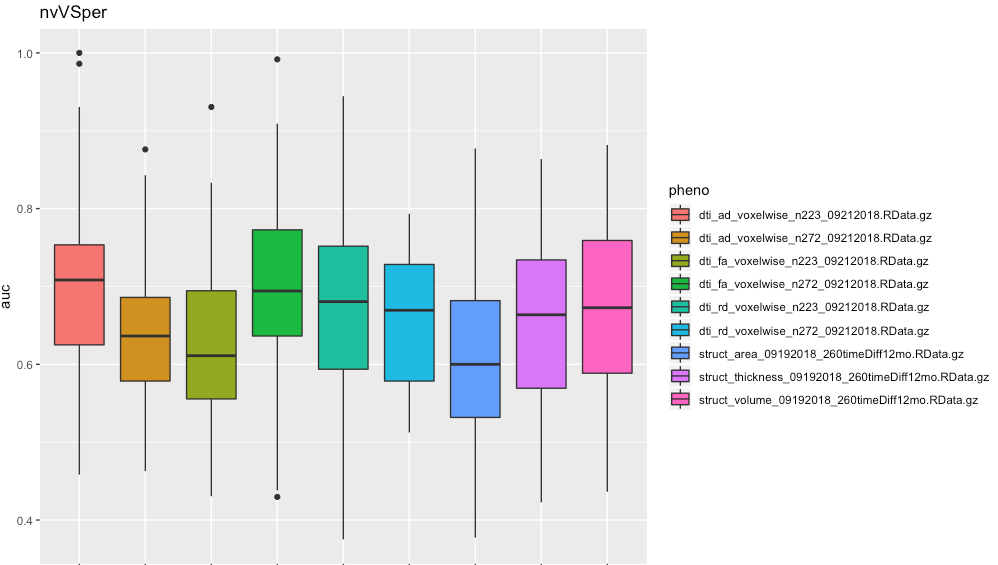 nvVSper
1.0
0.8
0.6
0.4
auc
pheno
dti_ad_voxelwise_n223_09212018.RData.gz
dti_ad_voxelwise_n272_09212018.RData.gz
dti_fa_voxelwise_n223_09212018.RData.gz
dti_fa_voxelwise_n272_09212018.RData.gz
dti_rd_voxelwise_n223_09212018.RData.gz
dti_rd_voxelwise_n272_09212018.RData.gz
struct_area_09192018_260timeDiff12mo.RData.gz
struct_thickness_09192018_260timeDiff12mo.RData.gz
struct_volume_09192018_260timeDiff12mo.RData.gz